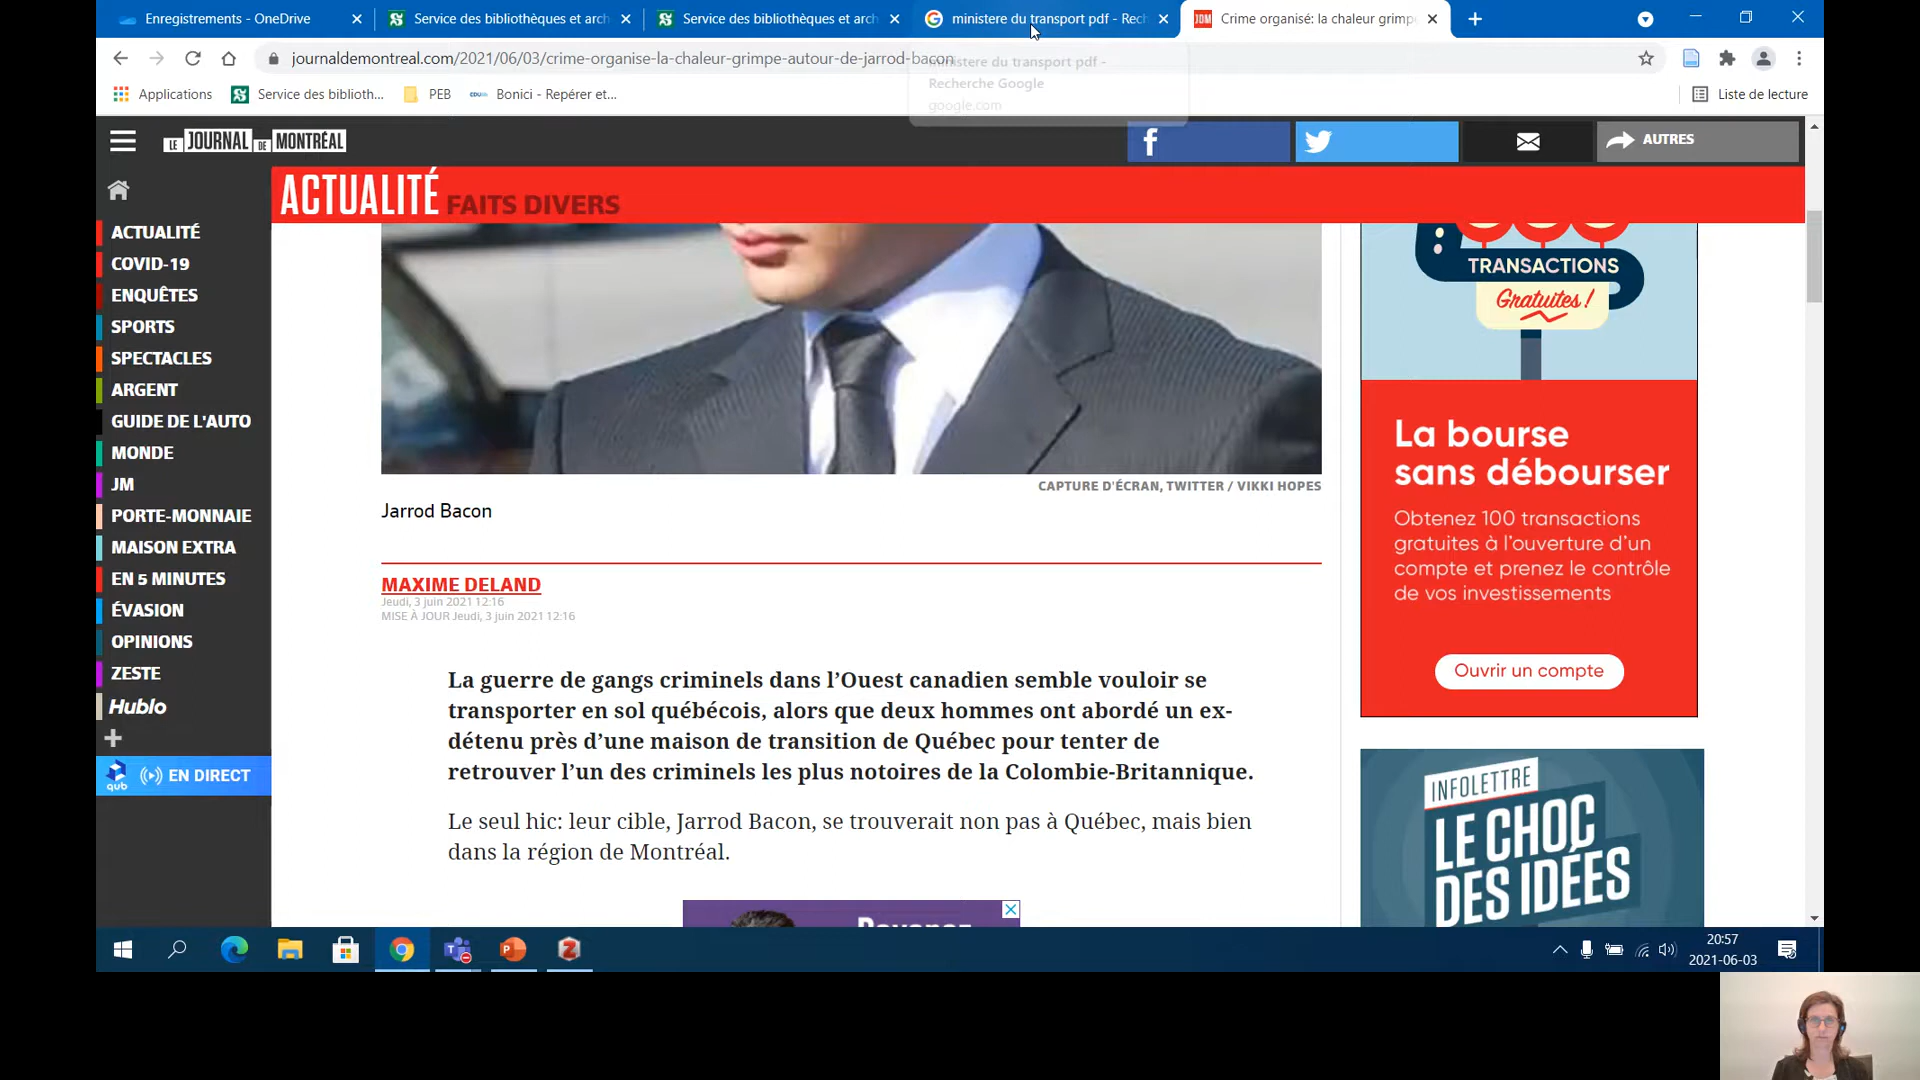 Enregistrements - OneDrive
Service des bibliothèques et arch
Service des bibliothèques et arch
ministere du transport pdf - Rech
Crime organisé: la chaleur grimpe
journaldemontreal.com/2021/06/03/crime-organise-la-chaleur-grimpe-autour-de-jarrod-bacon
ministere du transport pdf -
Recherche Google
google.com
Applications
Service des biblioth...
PEB
Bonici - Repérer et...
Liste de lecture
LE JOURNAL DE MONTRÉAL
AUTRES
ACTUALITÉ FAITS DIVERS
ACTUALITÉ
COVID-19
ENQUÊTES
SPORTS
SPECTACLES
ARGENT
GUIDE DE L'AUTO
MONDE
JM
PORTE-MONNAIE
MAISON EXTRA
EN 5 MINUTES
ÉVASION
OPINIONS
ZESTE
Hublo
qub
EN DIRECT
CAPTURE D'ÉCRAN, TWITTER / VIKKI HOPES
Jarrod Bacon
MAXIME DELAND
Jeudi, 3 juin 2021 12:16
MISE À JOUR Jeudi, 3 juin 2021 12:16
La guerre de gangs criminels dans l’Ouest canadien semble vouloir se
transporter en sol québécois, alors que deux hommes ont abordé un ex-
détenu près d’une maison de transition de Québec pour tenter de
retrouver l’un des criminels les plus notoires de la Colombie-Britannique.
Le seul hic: leur cible, Jarrod Bacon, se trouverait non pas à Québec, mais bien
dans la région de Montréal.
TRANSACTIONS
Gratuites !
La bourse
sans débourser
Obtenez 100 transactions
gratuites à l’ouverture d’un
compte et prenez le contrôle
de vos investissements
Ouvrir un compte
INFOLETTRE
LE CHOC
DES IDÉES
20:57
2021-06-03